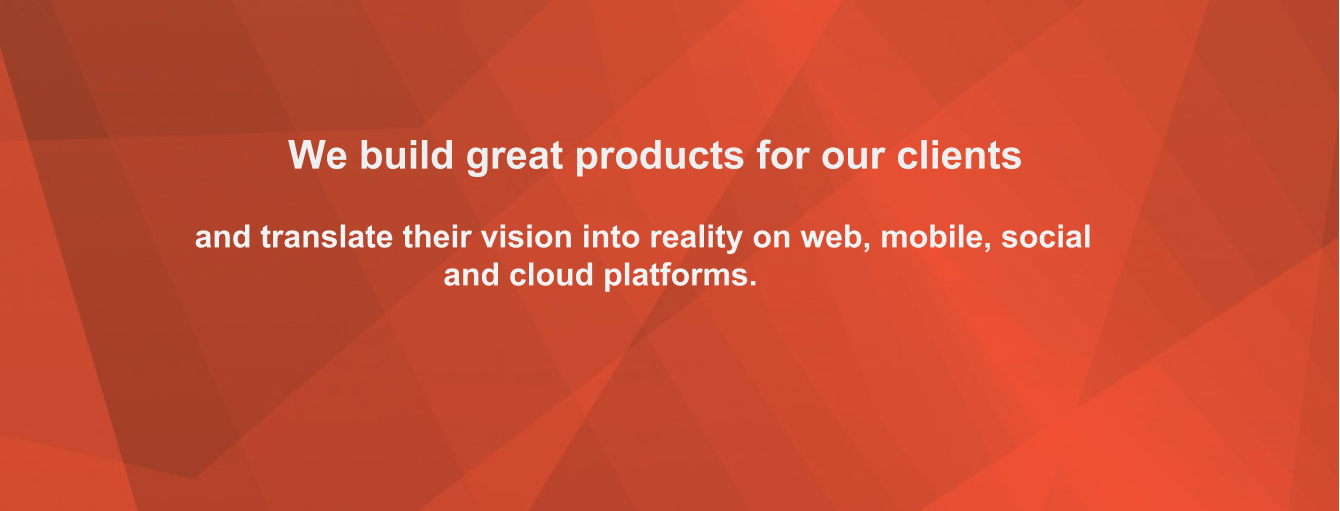 We build great products for our clients
and translate their vision into reality on web, mobile, social
and cloud platforms.